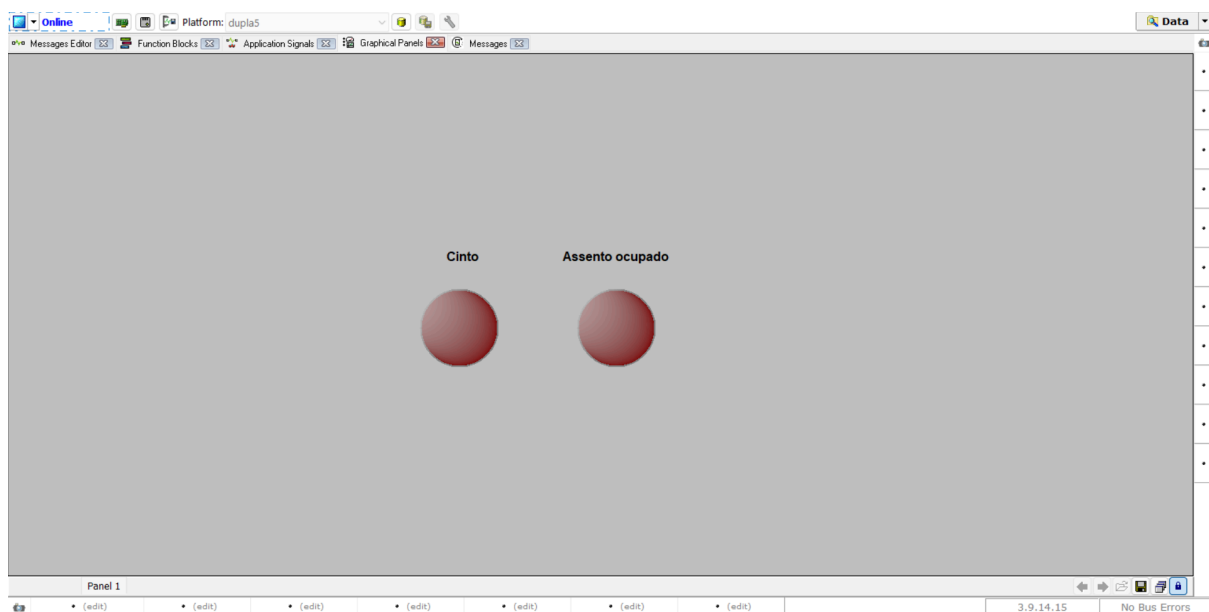 Online Platform: dupla5 Data
Messages Editor Function Blocks Application Signals Graphical Panels Messages
Cinto Assento ocupado
Panel 1
(edit) (edit) (edit) (edit) (edit) (edit) (edit) 3.9.14.15 No Bus Errors